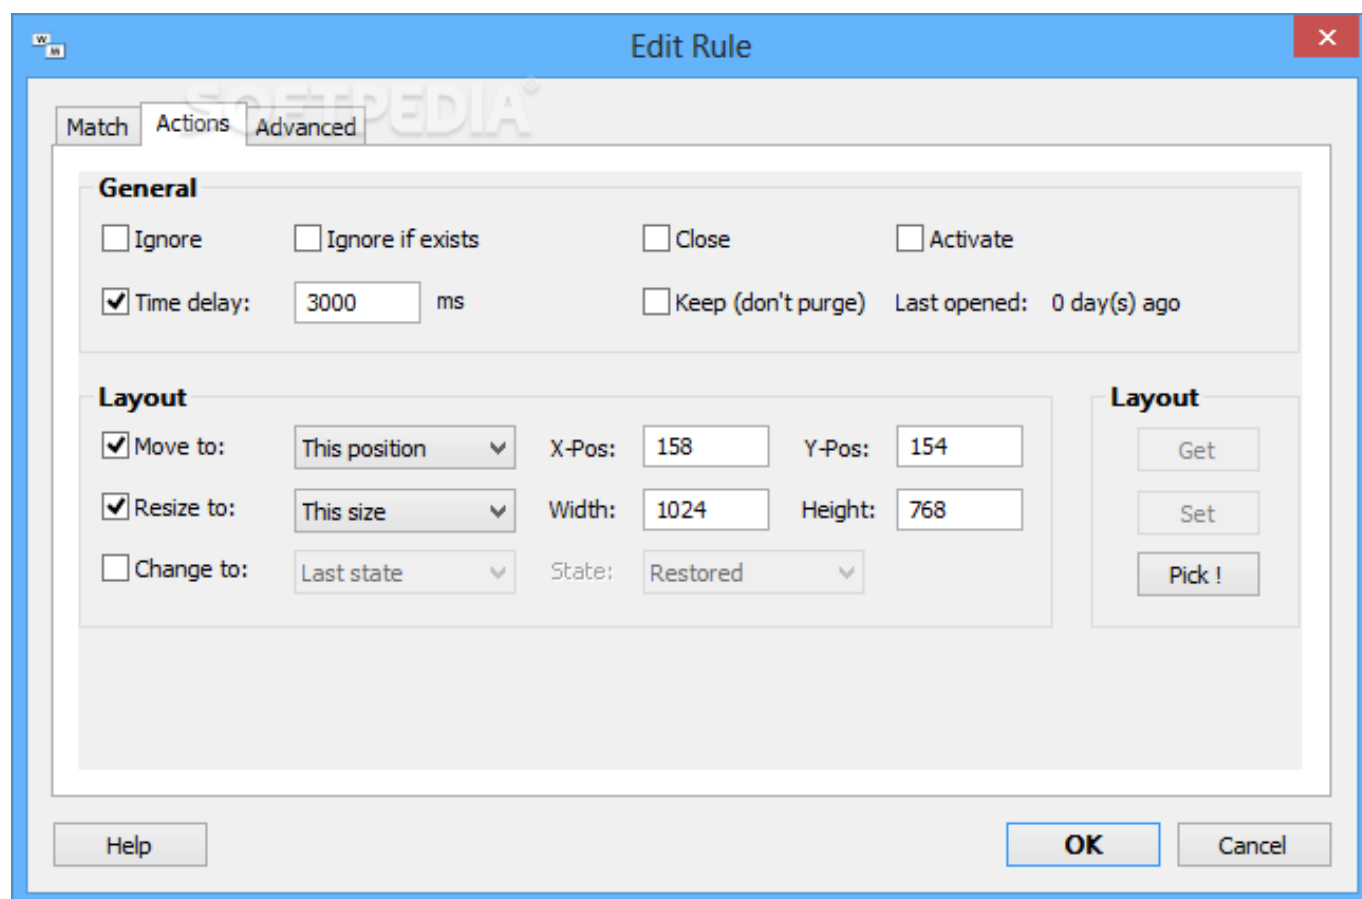 W M
Edit Rule
SOFTPEDIA®
Match Actions Advanced
General
Ignore Ignore if exists Close Activate
Time delay: 3000 ms Keep (don't purge) Last opened: 0 day(s) ago
Layout Layout
Move to: This position X-Pos: 158 Y-Pos: 154 Get
Resize to: This size Width: 1024 Height: 768 Set
Change to: Last state State: Restored Pick !
Help OK Cancel